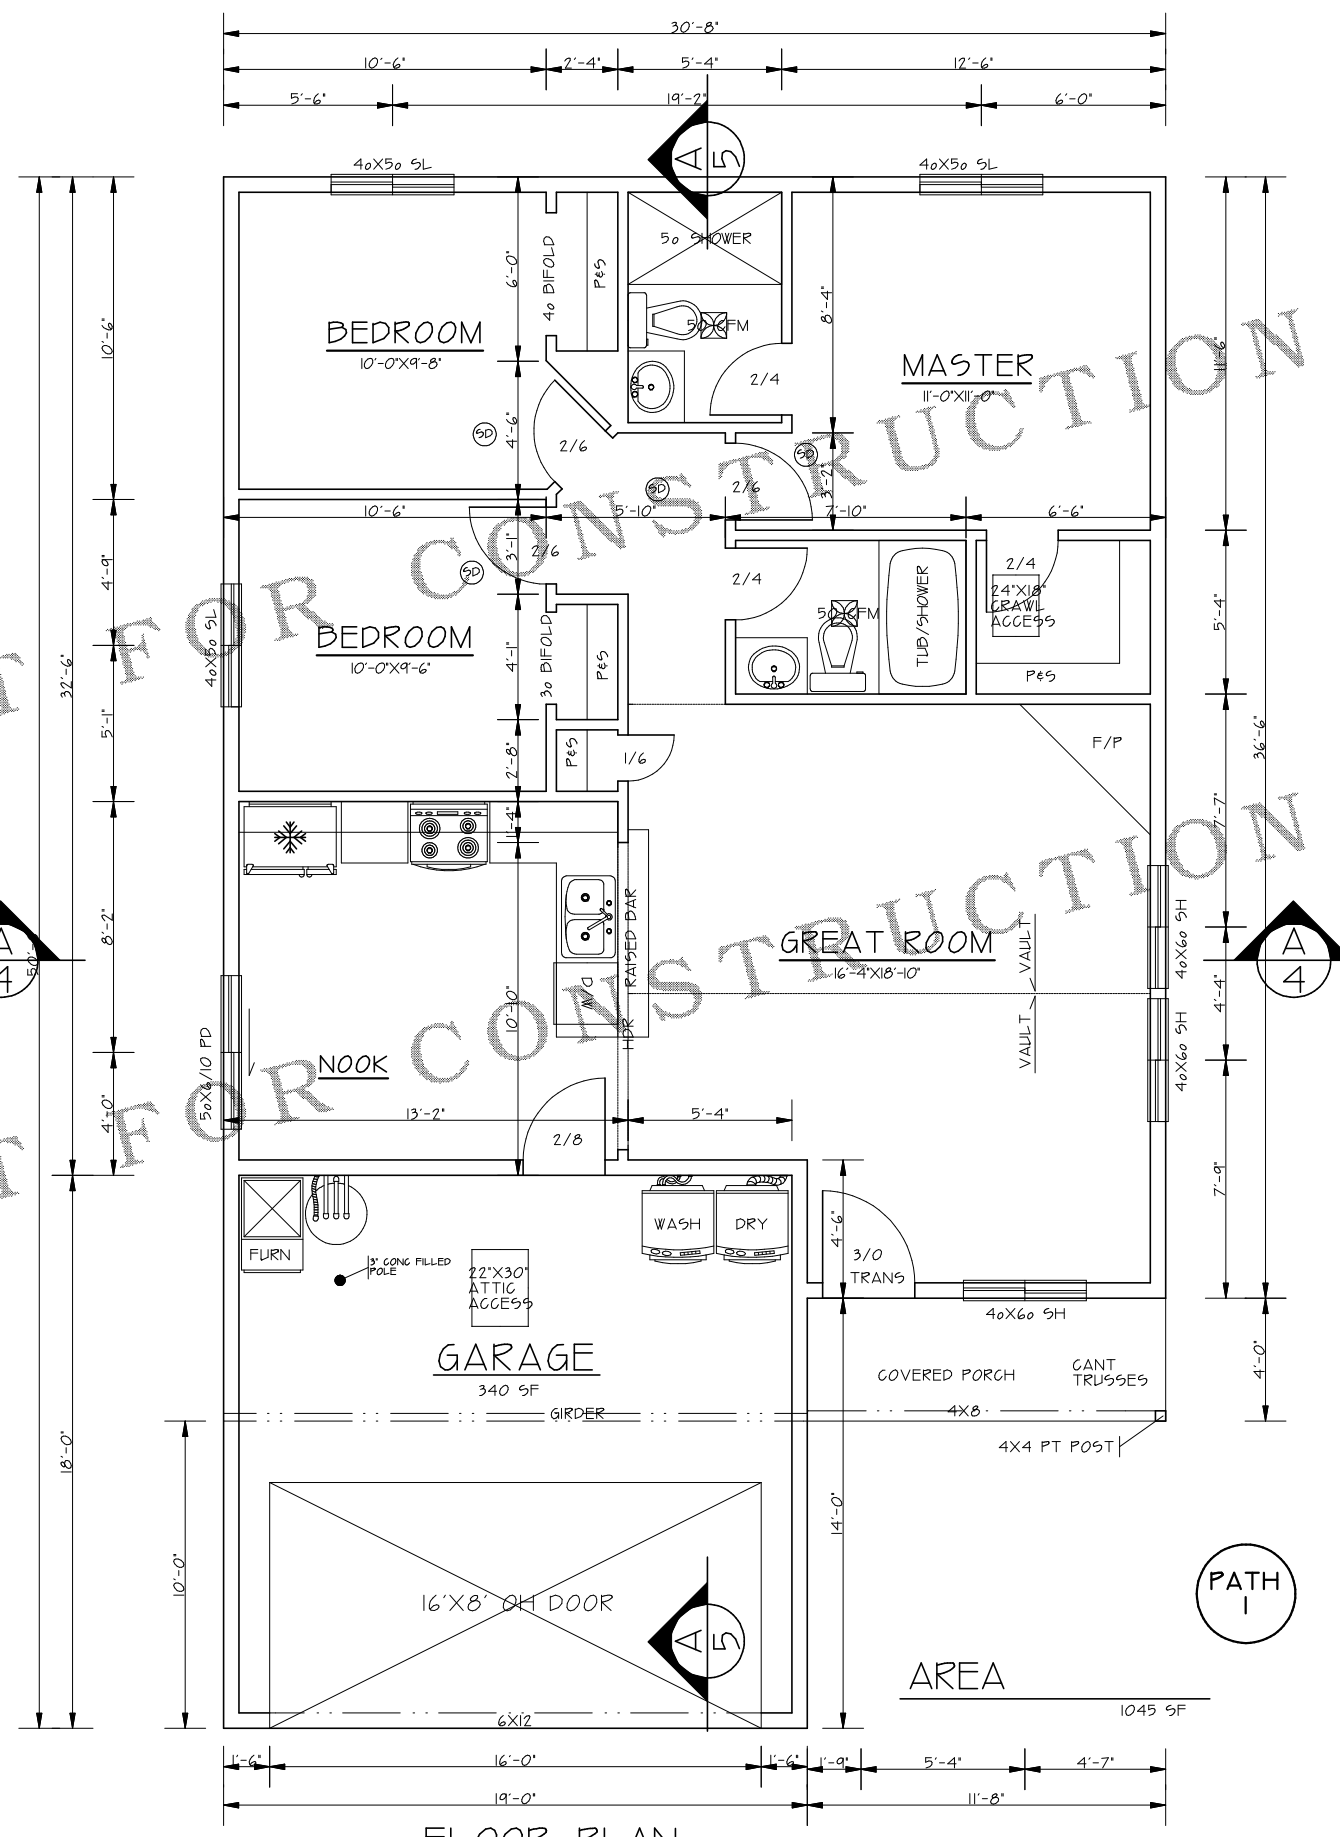 30'-8"
10'-6" 2'-4" 5'-4" 12'-6"
5'-6" 19'-2" 6'-0"
A
5
40X50 SL
40X50 SL
50 SHOWER
6'-0"
40 BIFOLD
P&S
8'-4"
10'-6"
BEDROOM
10'-0"X9'-8"
50 CFM
MASTER
11'-0"X11'-0"
11'-6"
2/4
SD
4'-6"
2/6
SD
3'-2"
SD
2/6
10'-6" 5'-10" 7'-10" 6'-6"
3'-1"
2/6
SD
2/4
2/4
4'-9"
24"X18"
CRAWL
ACCESS
50 CFM
TUB/SHOWER
5'-4"
40X50 SL
BEDROOM
10'-0"X9'-6"
4'-1"
30 BIFOLD
P&S
P&S
32'-6"
5'-1"
2'-8"
P&S
1/6
F/P
36'-6"
7'-7"
1'-4"
FOR CONSTRUCTION
8'-2"
RAISED BAR
GREAT ROOM
16'-4"X18'-10"
VAULT
VAULT
40X60 SH
4'-4"
40X60 SH
A
4
A
4
D/W
HDR
10'-10"
NOOK
50X6/10 PD
4'-0"
13'-2" 5'-4"
2/8
FOR CONSTRUCTION
7'-9"
FURN
3" CONC FILLED
POLE
22"X30"
ATTIC
ACCESS
WASH DRY
4'-6"
3/0
TRANS
40X60 SH
GARAGE
340 SF
COVERED PORCH
CANT
TRUSSES
4'-0"
GIRDER
4X8
4X4 PT POST
18'-0"
10'-0"
14'-0"
16'X8' OH DOOR
A
5
PATH
1
AREA
1045 SF
6X12
1'-6" 16'-0" 1'-6" 1'-9" 5'-4" 4'-7"
19'-0" 11'-8"
FLOOR PLAN